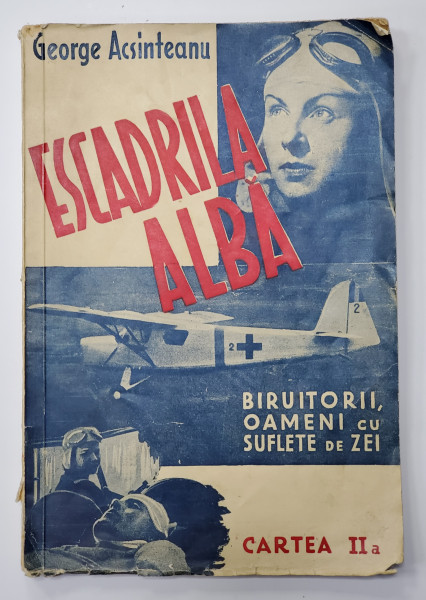 George Acsinteanu
ESCADRILA
ALBĂ
2
2
BIRUITORII,
OAMENI CU
SUFLETE DE ZEI
CARTEA IIa